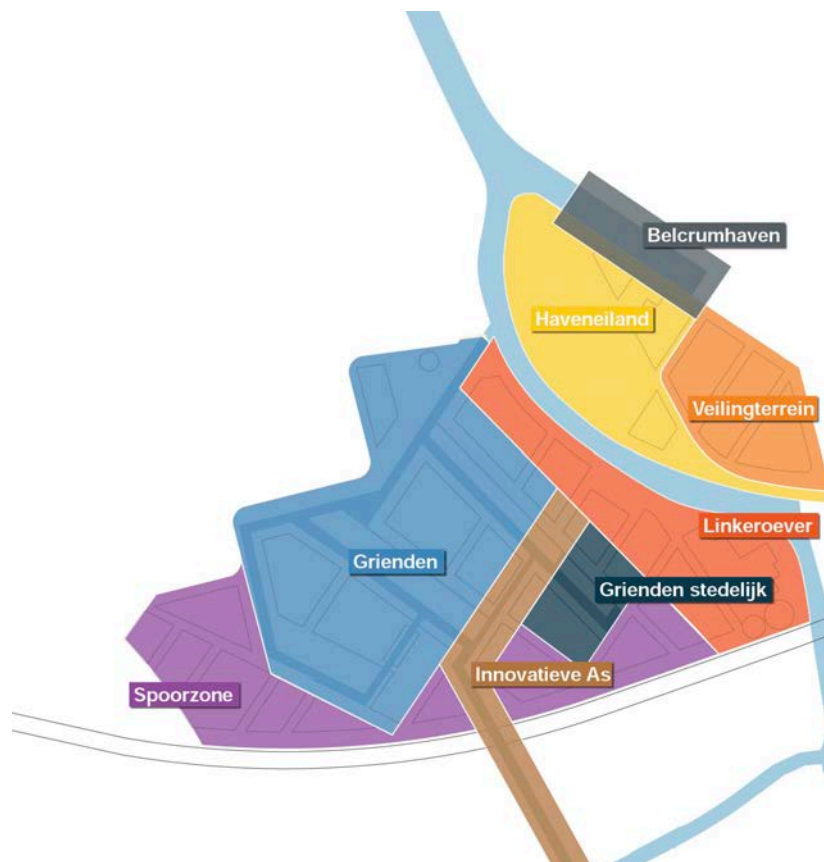 Belcrumhaven
Haveneiland
Veilingterrein
Linkeroever
Grienden
Grienden stedelijk
Innovatieve As
Spoorzone